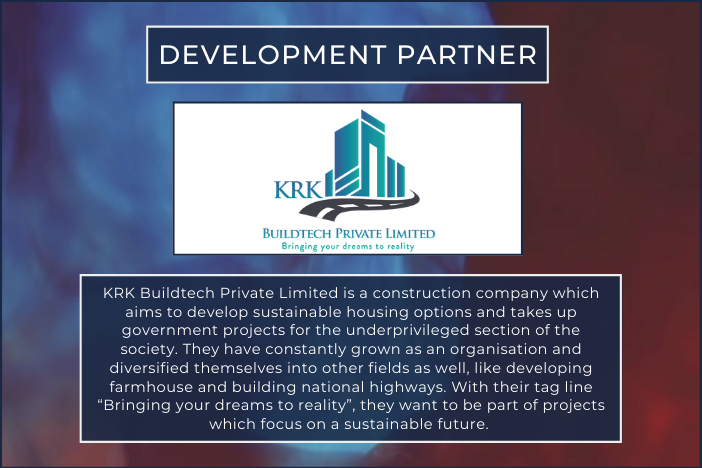 DEVELOPMENT PARTNER
KRK
BUILDTECH PRIVATE LIMITED
Bringing your dreams to reality
KRK Buildtech Private Limited is a construction company which
aims to develop sustainable housing options and takes up
government projects for the underprivileged section of the
society. They have constantly grown as an organisation and
diversified themselves into other fields as well, like developing
farmhouse and building national highways. With their tag line
“Bringing your dreams to reality”, they want to be part of projects
which focus on a sustainable future.